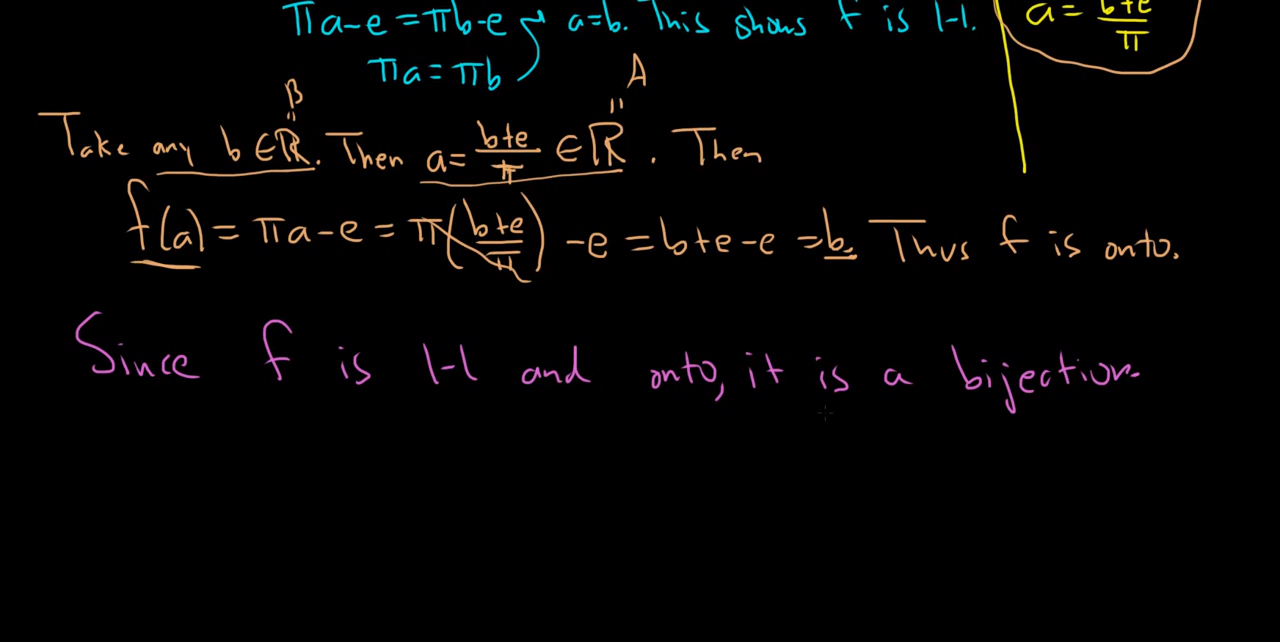 πa-e=πb-e a=b. This shows f is 1-1.
πa=πb
a= b+e/π
B
"
A
"
Take any b∈ℝ. Then a= b+e/π ∈ℝ. Then
f(a)=πa-e=π(b+e/π)-e=b+e-e=b. Thus f is onto.
Since f is 1-1 and onto, it is a bijection.